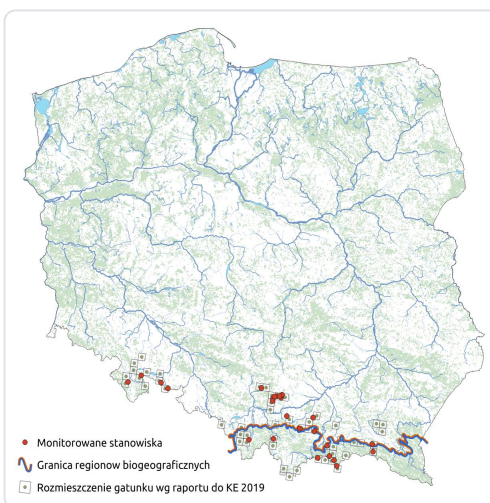 Monitorowane stanowiska
Granica regionow biogeograficznych
Rozmieszczenie gatunku wg raportu do KE 2019